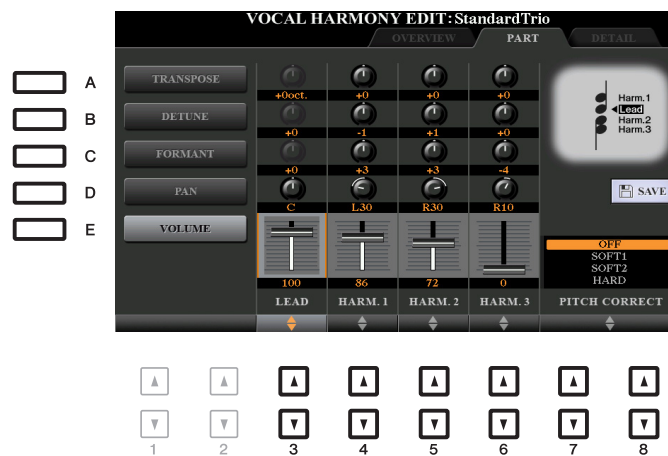 VOCAL HARMONY EDIT: StandardTrio
OVERVIEW PART DETAIL
A TRANSPOSE +0oct. +0 +0 +0
B DETUNE +0 -1 +1 +0
C FORMANT +0 +3 +3 -4
D PAN C L30 R30 R10
E VOLUME 100 86 72 0
Harm.1
Lead
Harm.2
Harm.3
SAVE
OFF
SOFT1
SOFT2
HARD
LEAD HARM. 1 HARM. 2 HARM. 3 PITCH CORRECT
1 2 3 4 5 6 7 8